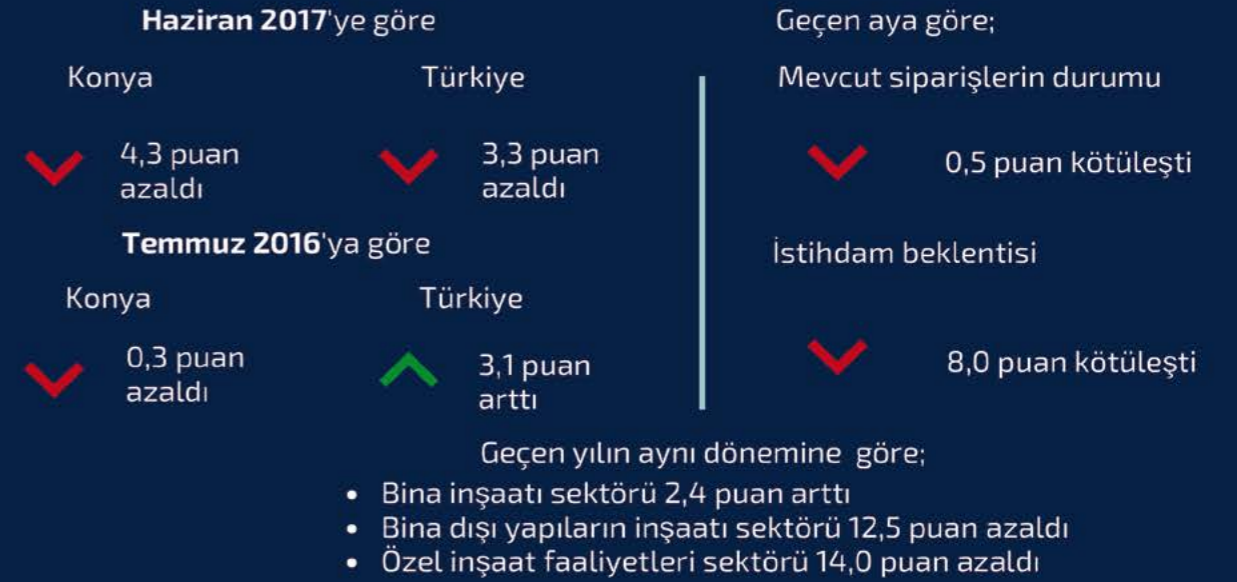 Haziran 2017'ye göre
Konya
Türkiye
4,3 puan
azaldı
3,3 puan
azaldı
Temmuz 2016'ya göre
Konya
Türkiye
0,3 puan
azaldı
3,1 puan
arttı
Geçen aya göre;
Mevcut siparişlerin durumu
0,5 puan kötüleşti
İstihdam beklentisi
8,0 puan kötüleşti
Geçen yılın aynı dönemine göre;
• Bina inşaatı sektörü 2,4 puan arttı
• Bina dışı yapıların inşaatı sektörü 12,5 puan azaldı
• Özel inşaat faaliyetleri sektörü 14,0 puan azaldı